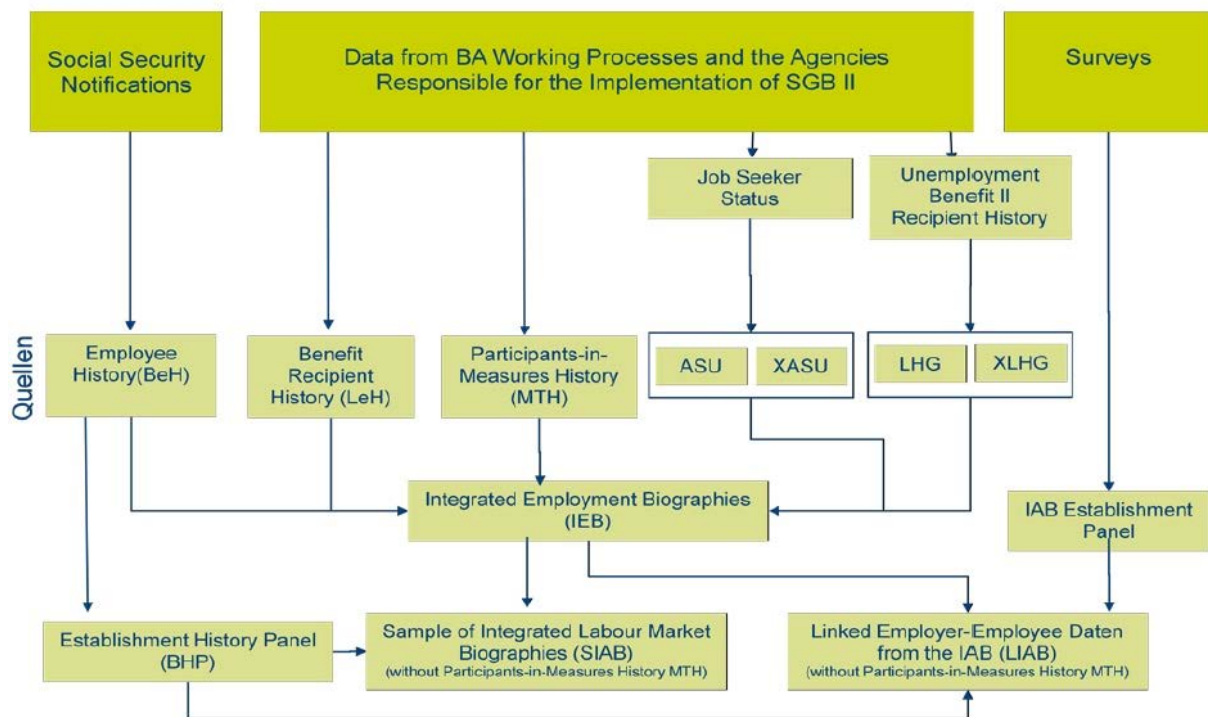 Social Security
Notifications
Data from BA Working Processes and the Agencies
Responsible for the Implementation of SGB II
Surveys
Job Seeker
Status
Unemployment
Benefit II
Recipient History
Quellen
Employee
History(BeH)
Benefit
Recipient
History (LeH)
Participants-in-
Measures History
(MTH)
ASU
XASU
LHG
XLHG
Integrated Employment Biographies
(IEB)
IAB Establishment
Panel
Establishment History Panel
(BHP)
Sample of Integrated Labour Market
Biographies (SIAB)
(without Participants-in-Measures History MTH)
Linked Employer-Employee Daten
from the IAB (LIAB)
(without Participants-in-Measures History MTH)